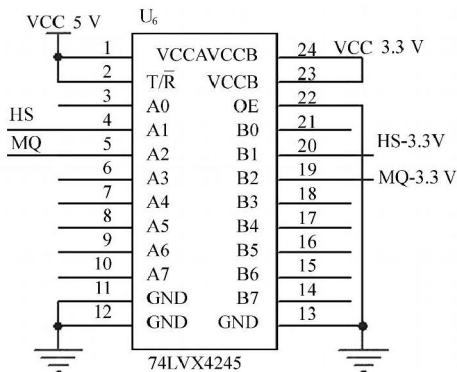 VCC 5 V U₆
1 VCCAVCCB 24 VCC 3.3 V
2 T/R̅ VCCB 23
3 A0 OE 22
HS 4 A1 B0 21
MQ 5 A2 B1 20 HS-3.3V
6 A3 B2 19 MQ-3.3 V
7 A4 B3 18
8 A5 B4 17
9 A6 B5 16
10 A7 B6 15
11 GND B7 14
12 GND GND 13
74LVX4245